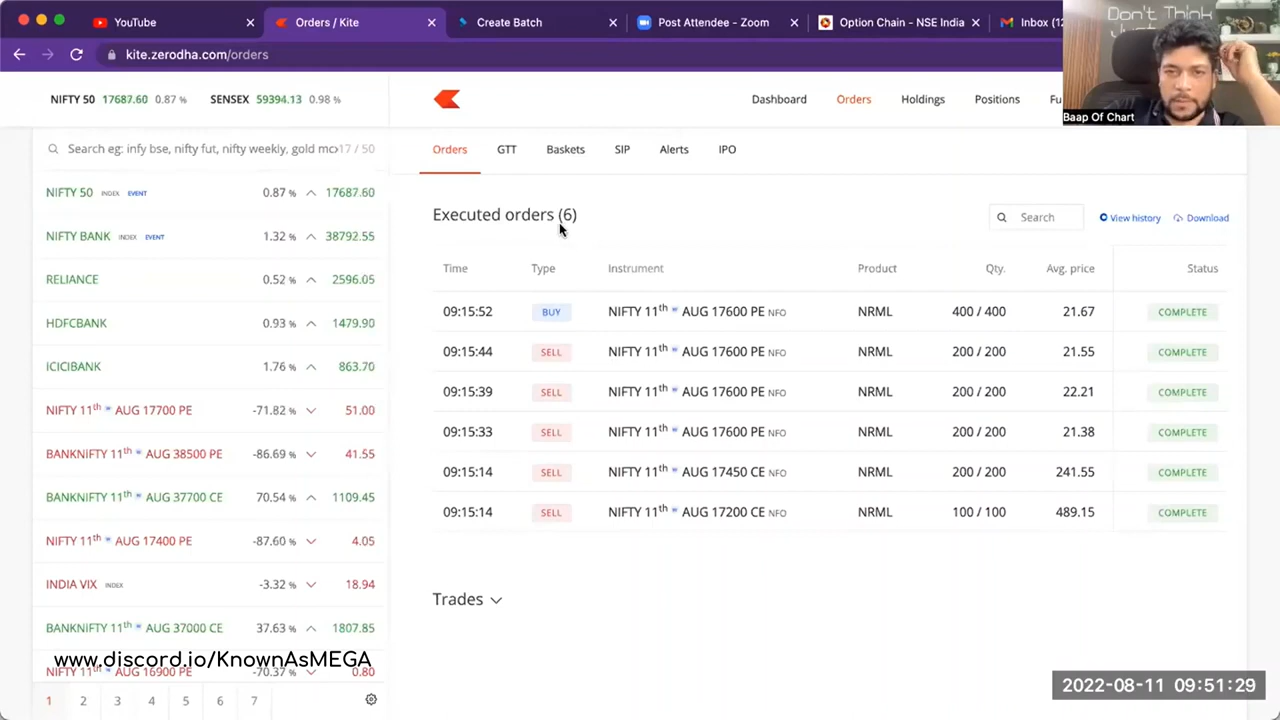 YouTube
Orders / Kite
Create Batch
Post Attendee - Zoom
Option Chain - NSE India
Inbox (12
kite.zerodha.com/orders
Don't Think
Baap Of Chart
NIFTY 50 17687.60 0.87 % SENSEX 59394.13 0.98 %
Dashboard Orders Holdings Positions Fu
Search eg: infy bse, nifty fut, nifty weekly, gold mc 17 / 50
Orders GTT Baskets SIP Alerts IPO
NIFTY 50 INDEX EVENT 0.87 % 17687.60
NIFTY BANK INDEX EVENT 1.32 % 38792.55
RELIANCE 0.52 % 2596.05
HDFCBANK 0.93 % 1479.90
ICICIBANK 1.76 % 863.70
NIFTY 11th w AUG 17700 PE -71.82 % 51.00
BANKNIFTY 11th w AUG 38500 PE -86.69 % 41.55
BANKNIFTY 11th w AUG 37700 CE 70.54 % 1109.45
NIFTY 11th w AUG 17400 PE -87.60 % 4.05
INDIA VIX INDEX -3.32 % 18.94
BANKNIFTY 11th w AUG 37000 CE 37.63 % 1807.85
NIFTY 11th w AUG 16900 PE -70.37 % 0.80
www.discord.io/KnownAsMEGA
1 2 3 4 5 6 7
Executed orders (6)
Search View history Download
Time Type Instrument Product Qty. Avg. price Status
09:15:52 BUY NIFTY 11th w AUG 17600 PE NFO NRML 400 / 400 21.67 COMPLETE
09:15:44 SELL NIFTY 11th w AUG 17600 PE NFO NRML 200 / 200 21.55 COMPLETE
09:15:39 SELL NIFTY 11th w AUG 17600 PE NFO NRML 200 / 200 22.21 COMPLETE
09:15:33 SELL NIFTY 11th w AUG 17600 PE NFO NRML 200 / 200 21.38 COMPLETE
09:15:14 SELL NIFTY 11th w AUG 17450 CE NFO NRML 200 / 200 241.55 COMPLETE
09:15:14 SELL NIFTY 11th w AUG 17200 CE NFO NRML 100 / 100 489.15 COMPLETE
Trades
2022-08-11 09:51:29